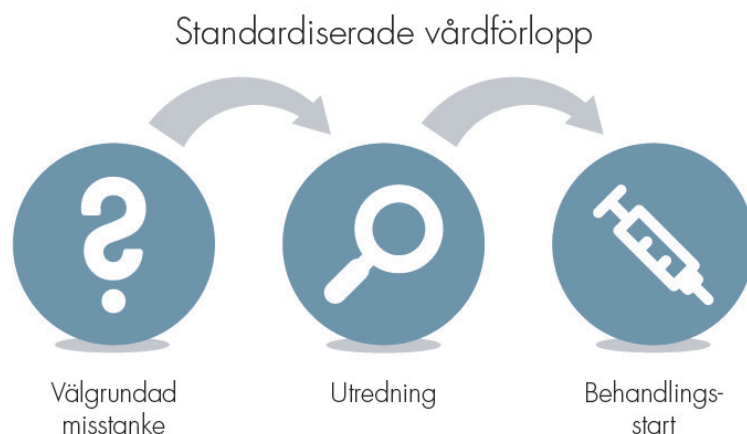 Standardiserade vårdförlopp
Välgrundad
misstanke
Utredning
Behandlings-
start